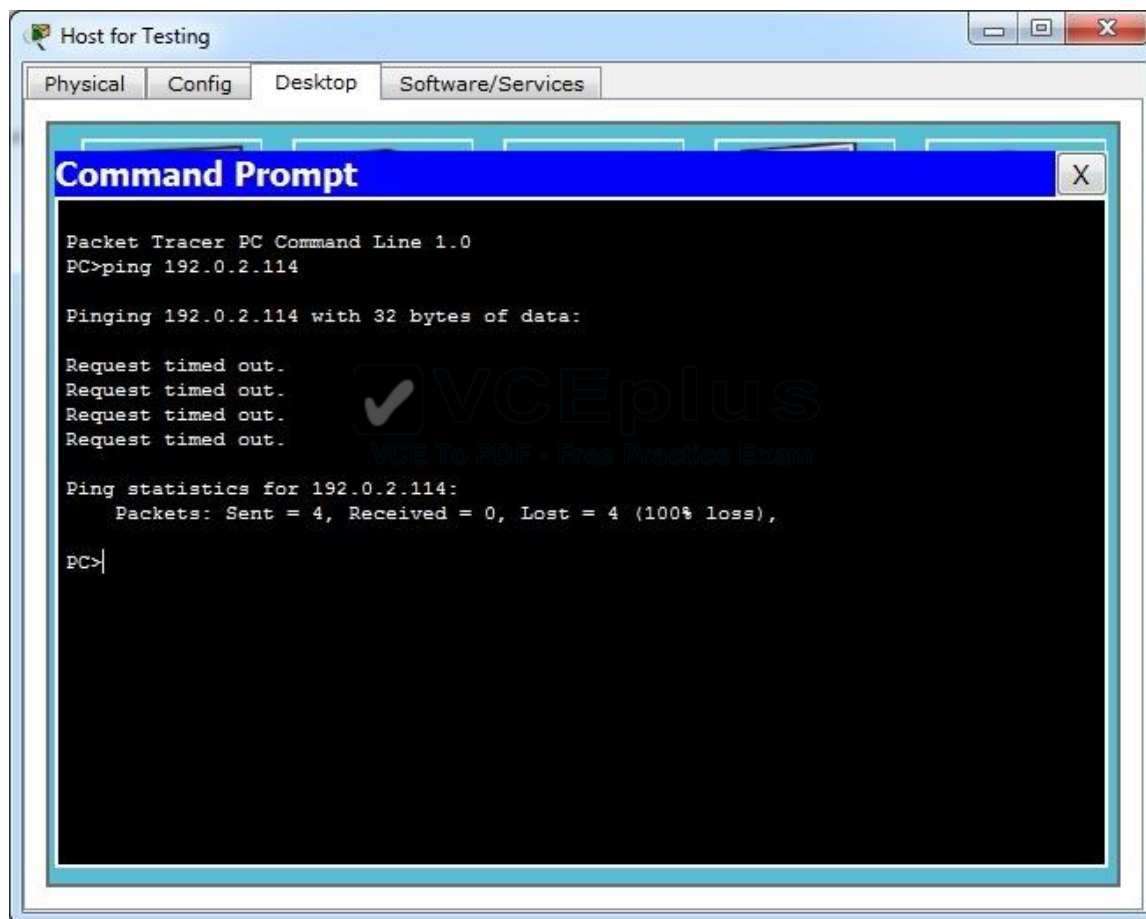 Host for Testing
X
Physical Config Desktop Software/Services
Command Prompt
X
Packet Tracer PC Command Line 1.0
PC>ping 192.0.2.114
Pinging 192.0.2.114 with 32 bytes of data:
Request timed out.
Request timed out.
Request timed out.
Request timed out.
VCEplus
VCE To PDF - Free Practice Exam
Ping statistics for 192.0.2.114:
Packets: Sent = 4, Received = 0, Lost = 4 (100% loss),
PC>